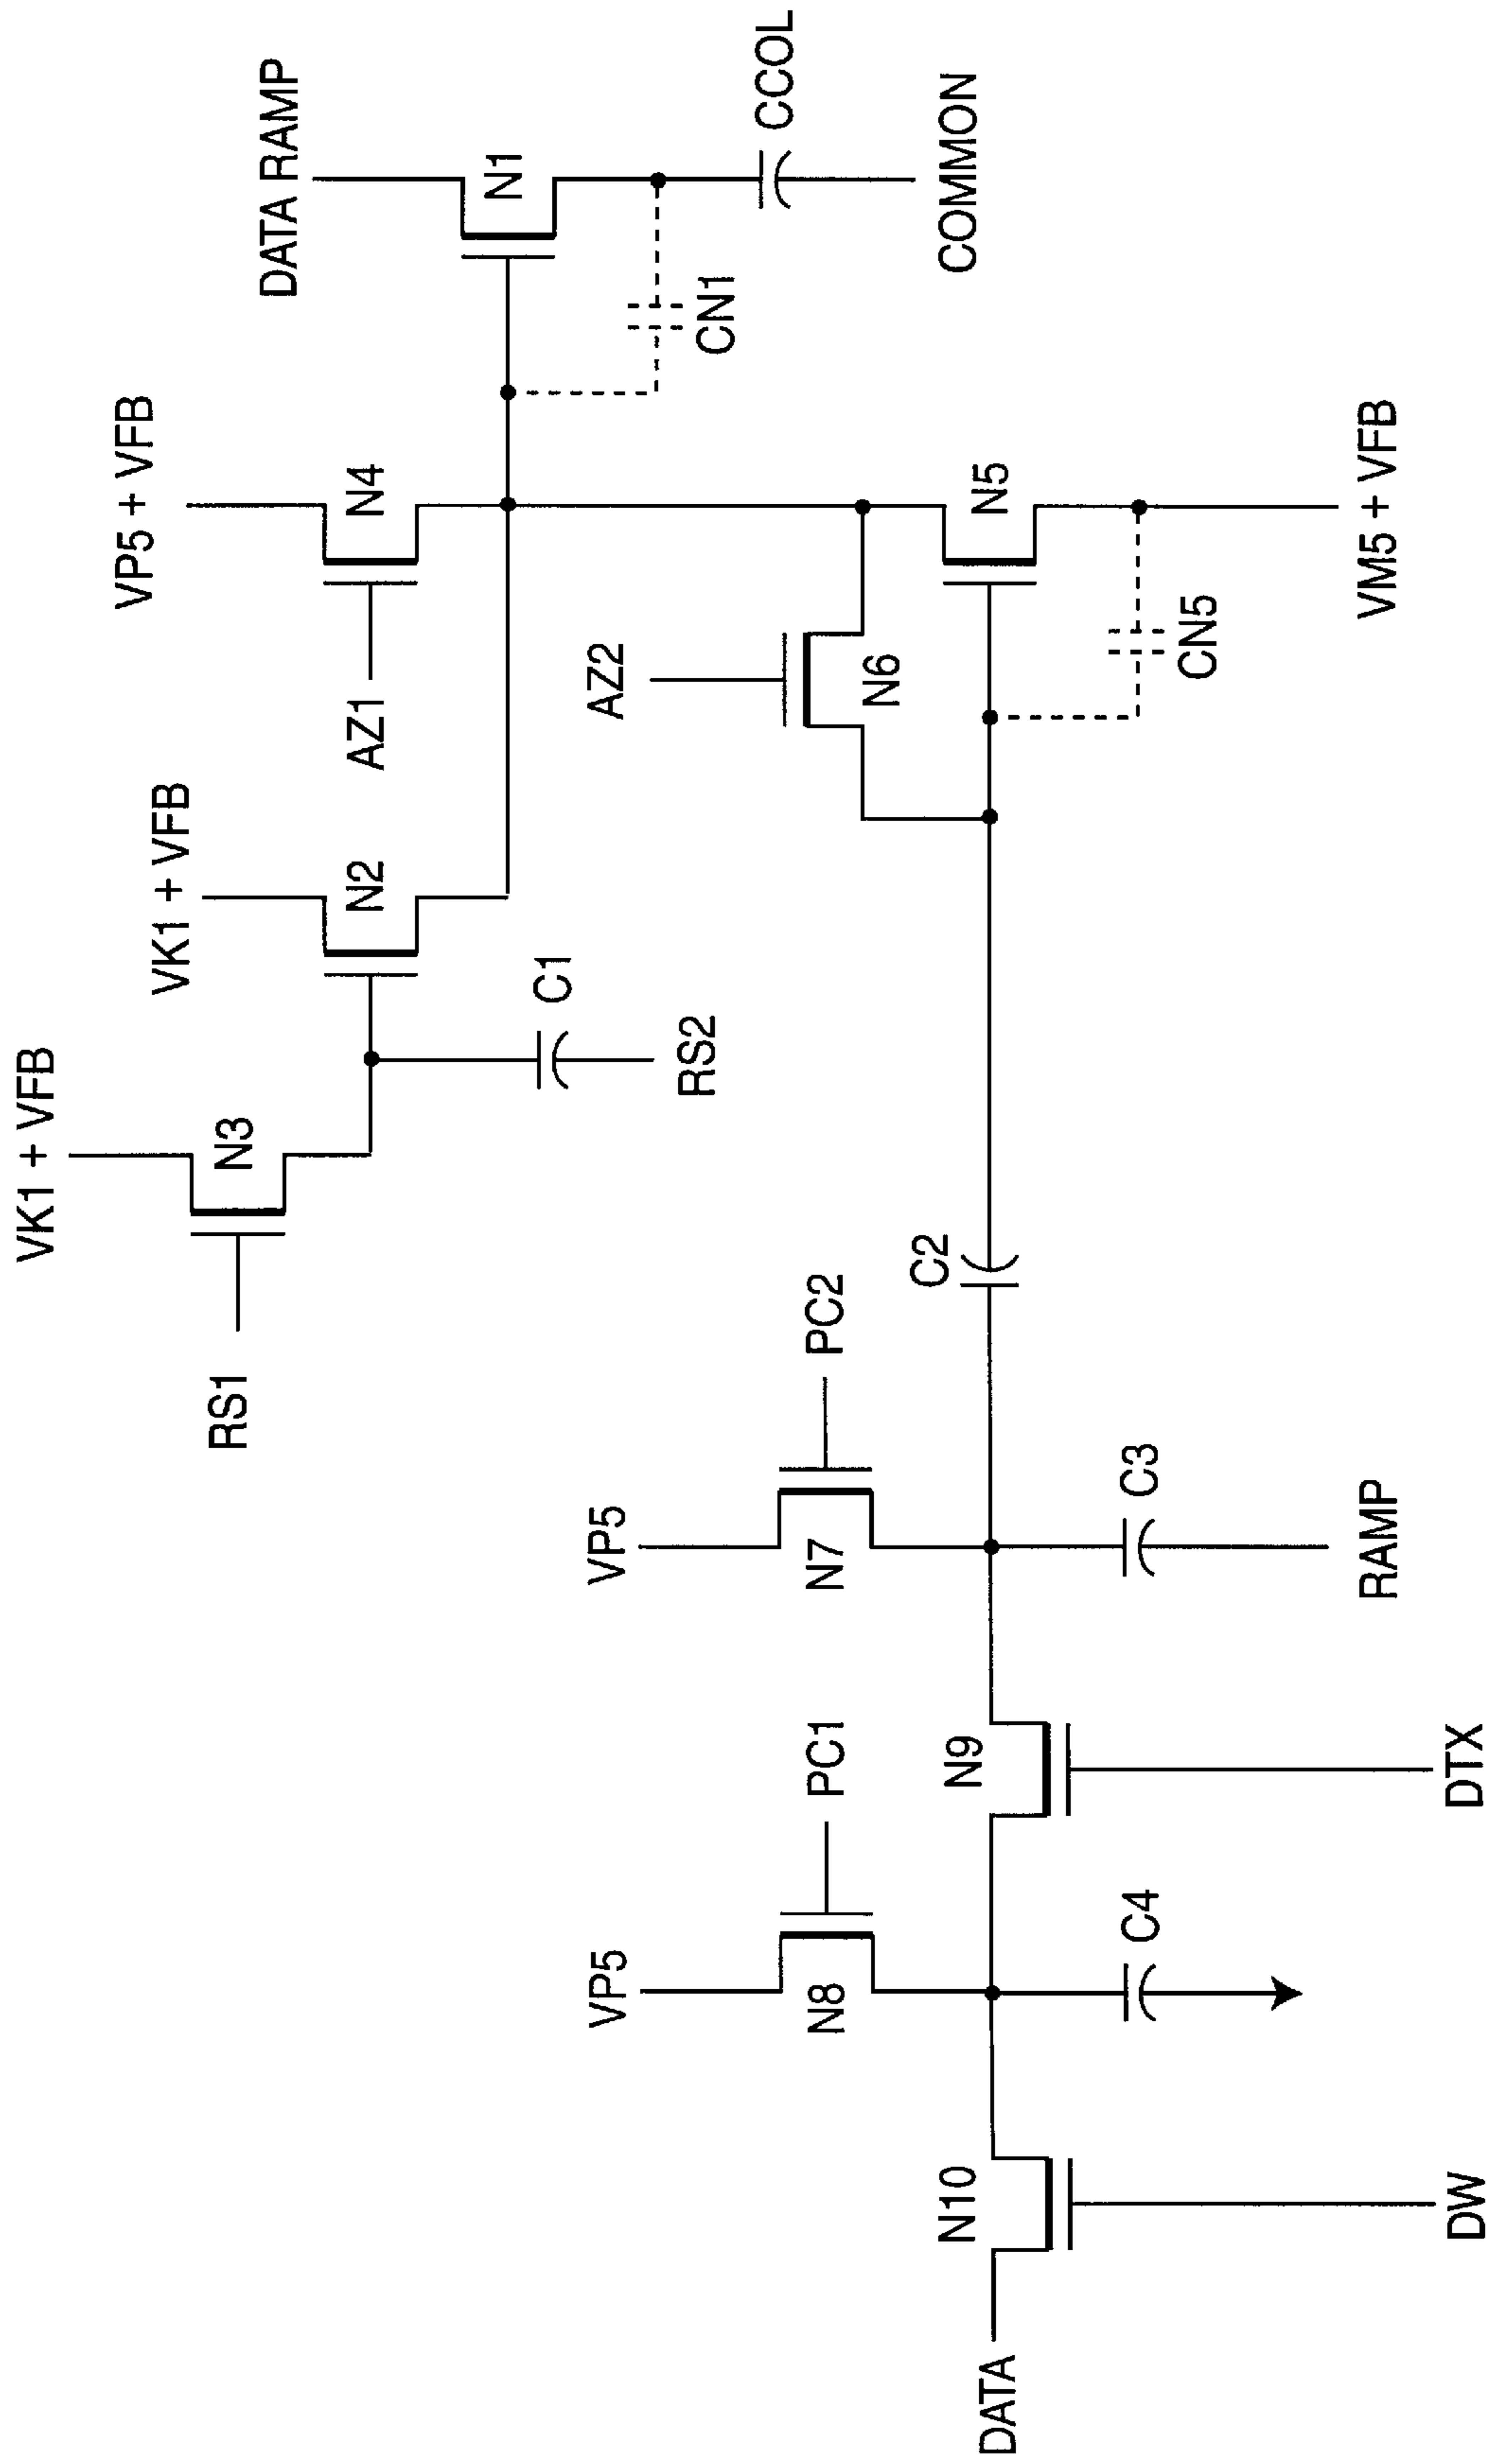 VK1 + VFB
RS1
N3
VK1 + VFB
N2
C1
RS2
VP5 + VFB
N4
AZ1
DATA RAMP
N1
CN1
CCOL
COMMON
AZ2
N6
N5
CN5
VM5 + VFB
C2
VP5
PC2
N7
C3
RAMP
VP5
PC1
N8
N9
C4
DTX
N10
DATA
DW